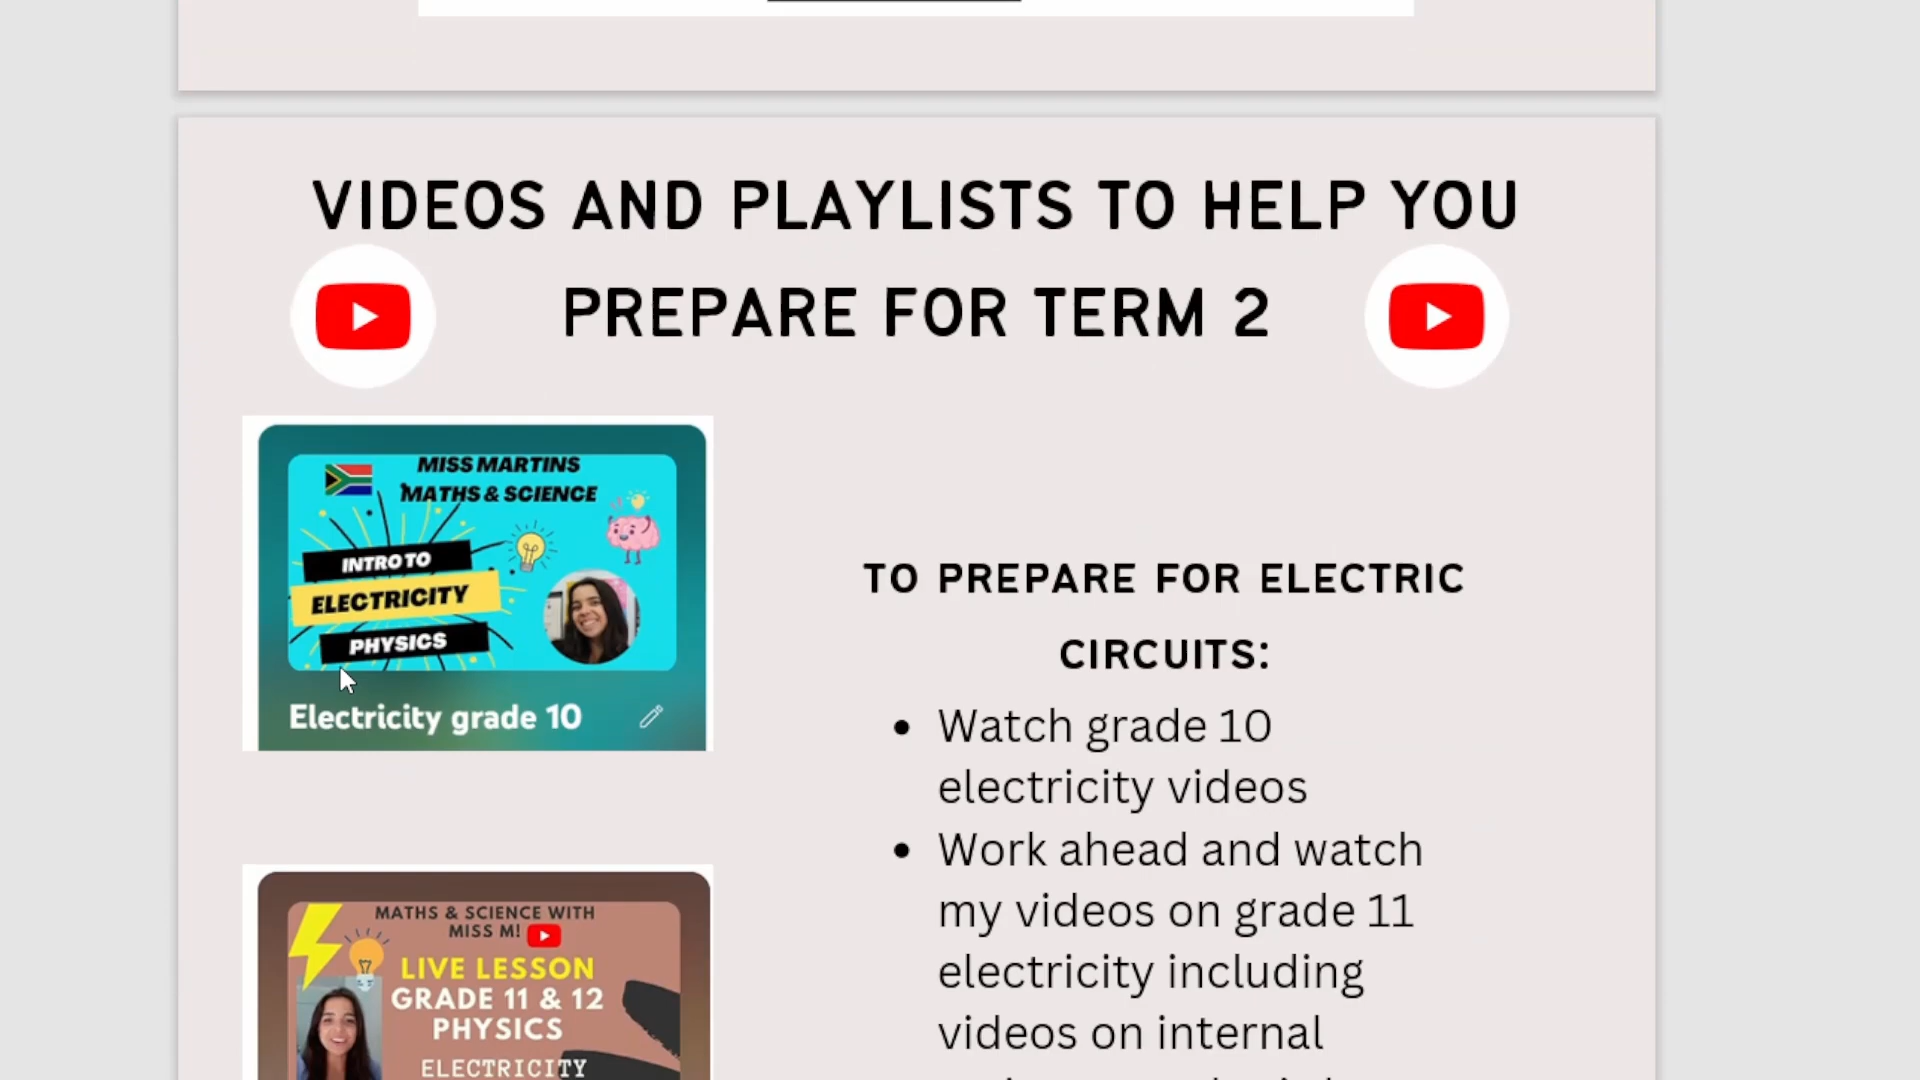 VIDEOS AND PLAYLISTS TO HELP YOU
PREPARE FOR TERM 2
MISS MARTINS
MATHS & SCIENCE
INTRO TO
ELECTRICITY
PHYSICS
Electricity grade 10
MATHS & SCIENCE WITH
MISS M!
LIVE LESSON
GRADE 11 & 12
PHYSICS
ELECTRICITY
TO PREPARE FOR ELECTRIC
CIRCUITS:
• Watch grade 10
electricity videos
• Work ahead and watch
my videos on grade 11
electricity including
videos on internal